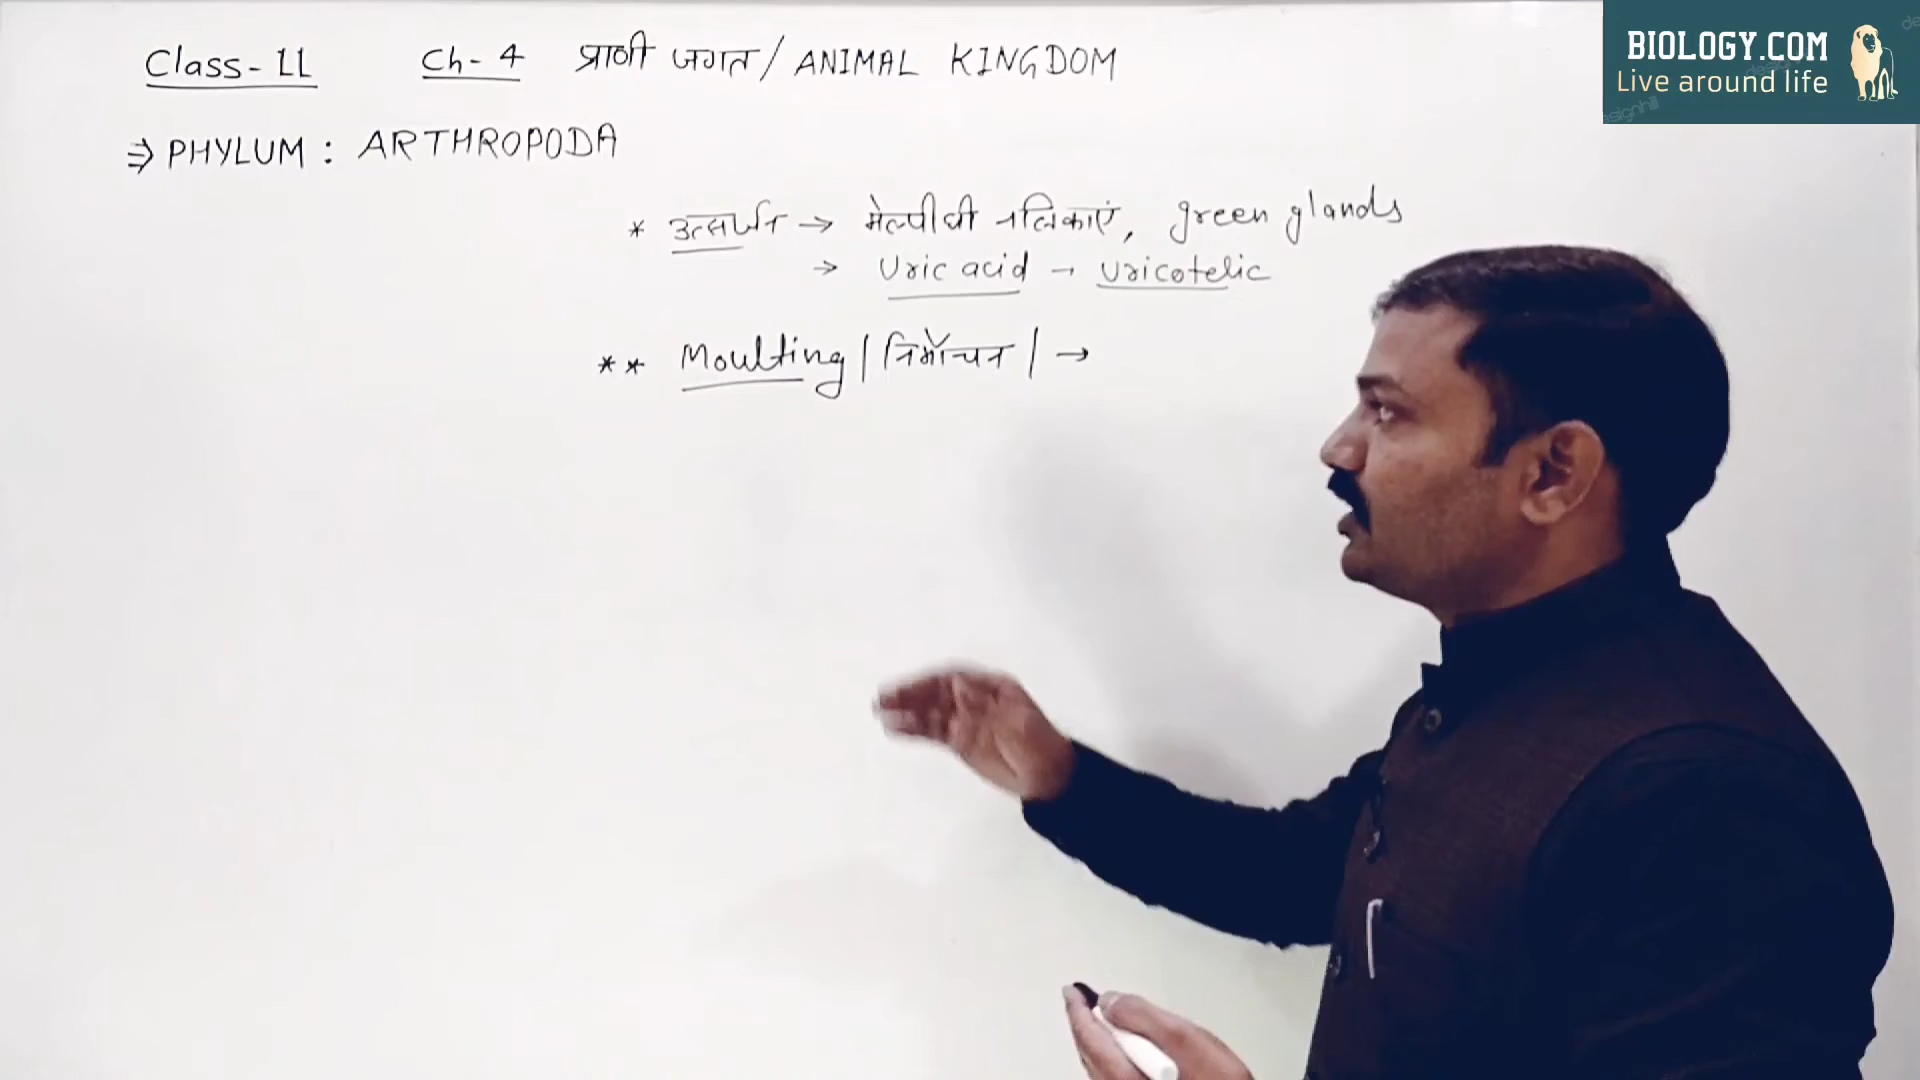 Class- 11 Ch- 4 प्राणी जगत / ANIMAL KINGDOM
⇒ PHYLUM : ARTHROPODA
* उत्सर्जन → मेल्पीघी नलिकाएं, green glands
→ Uric acid → Uricotelic
** Moulting / निर्मोचन / →
BIOLOGY.COM
Live around life